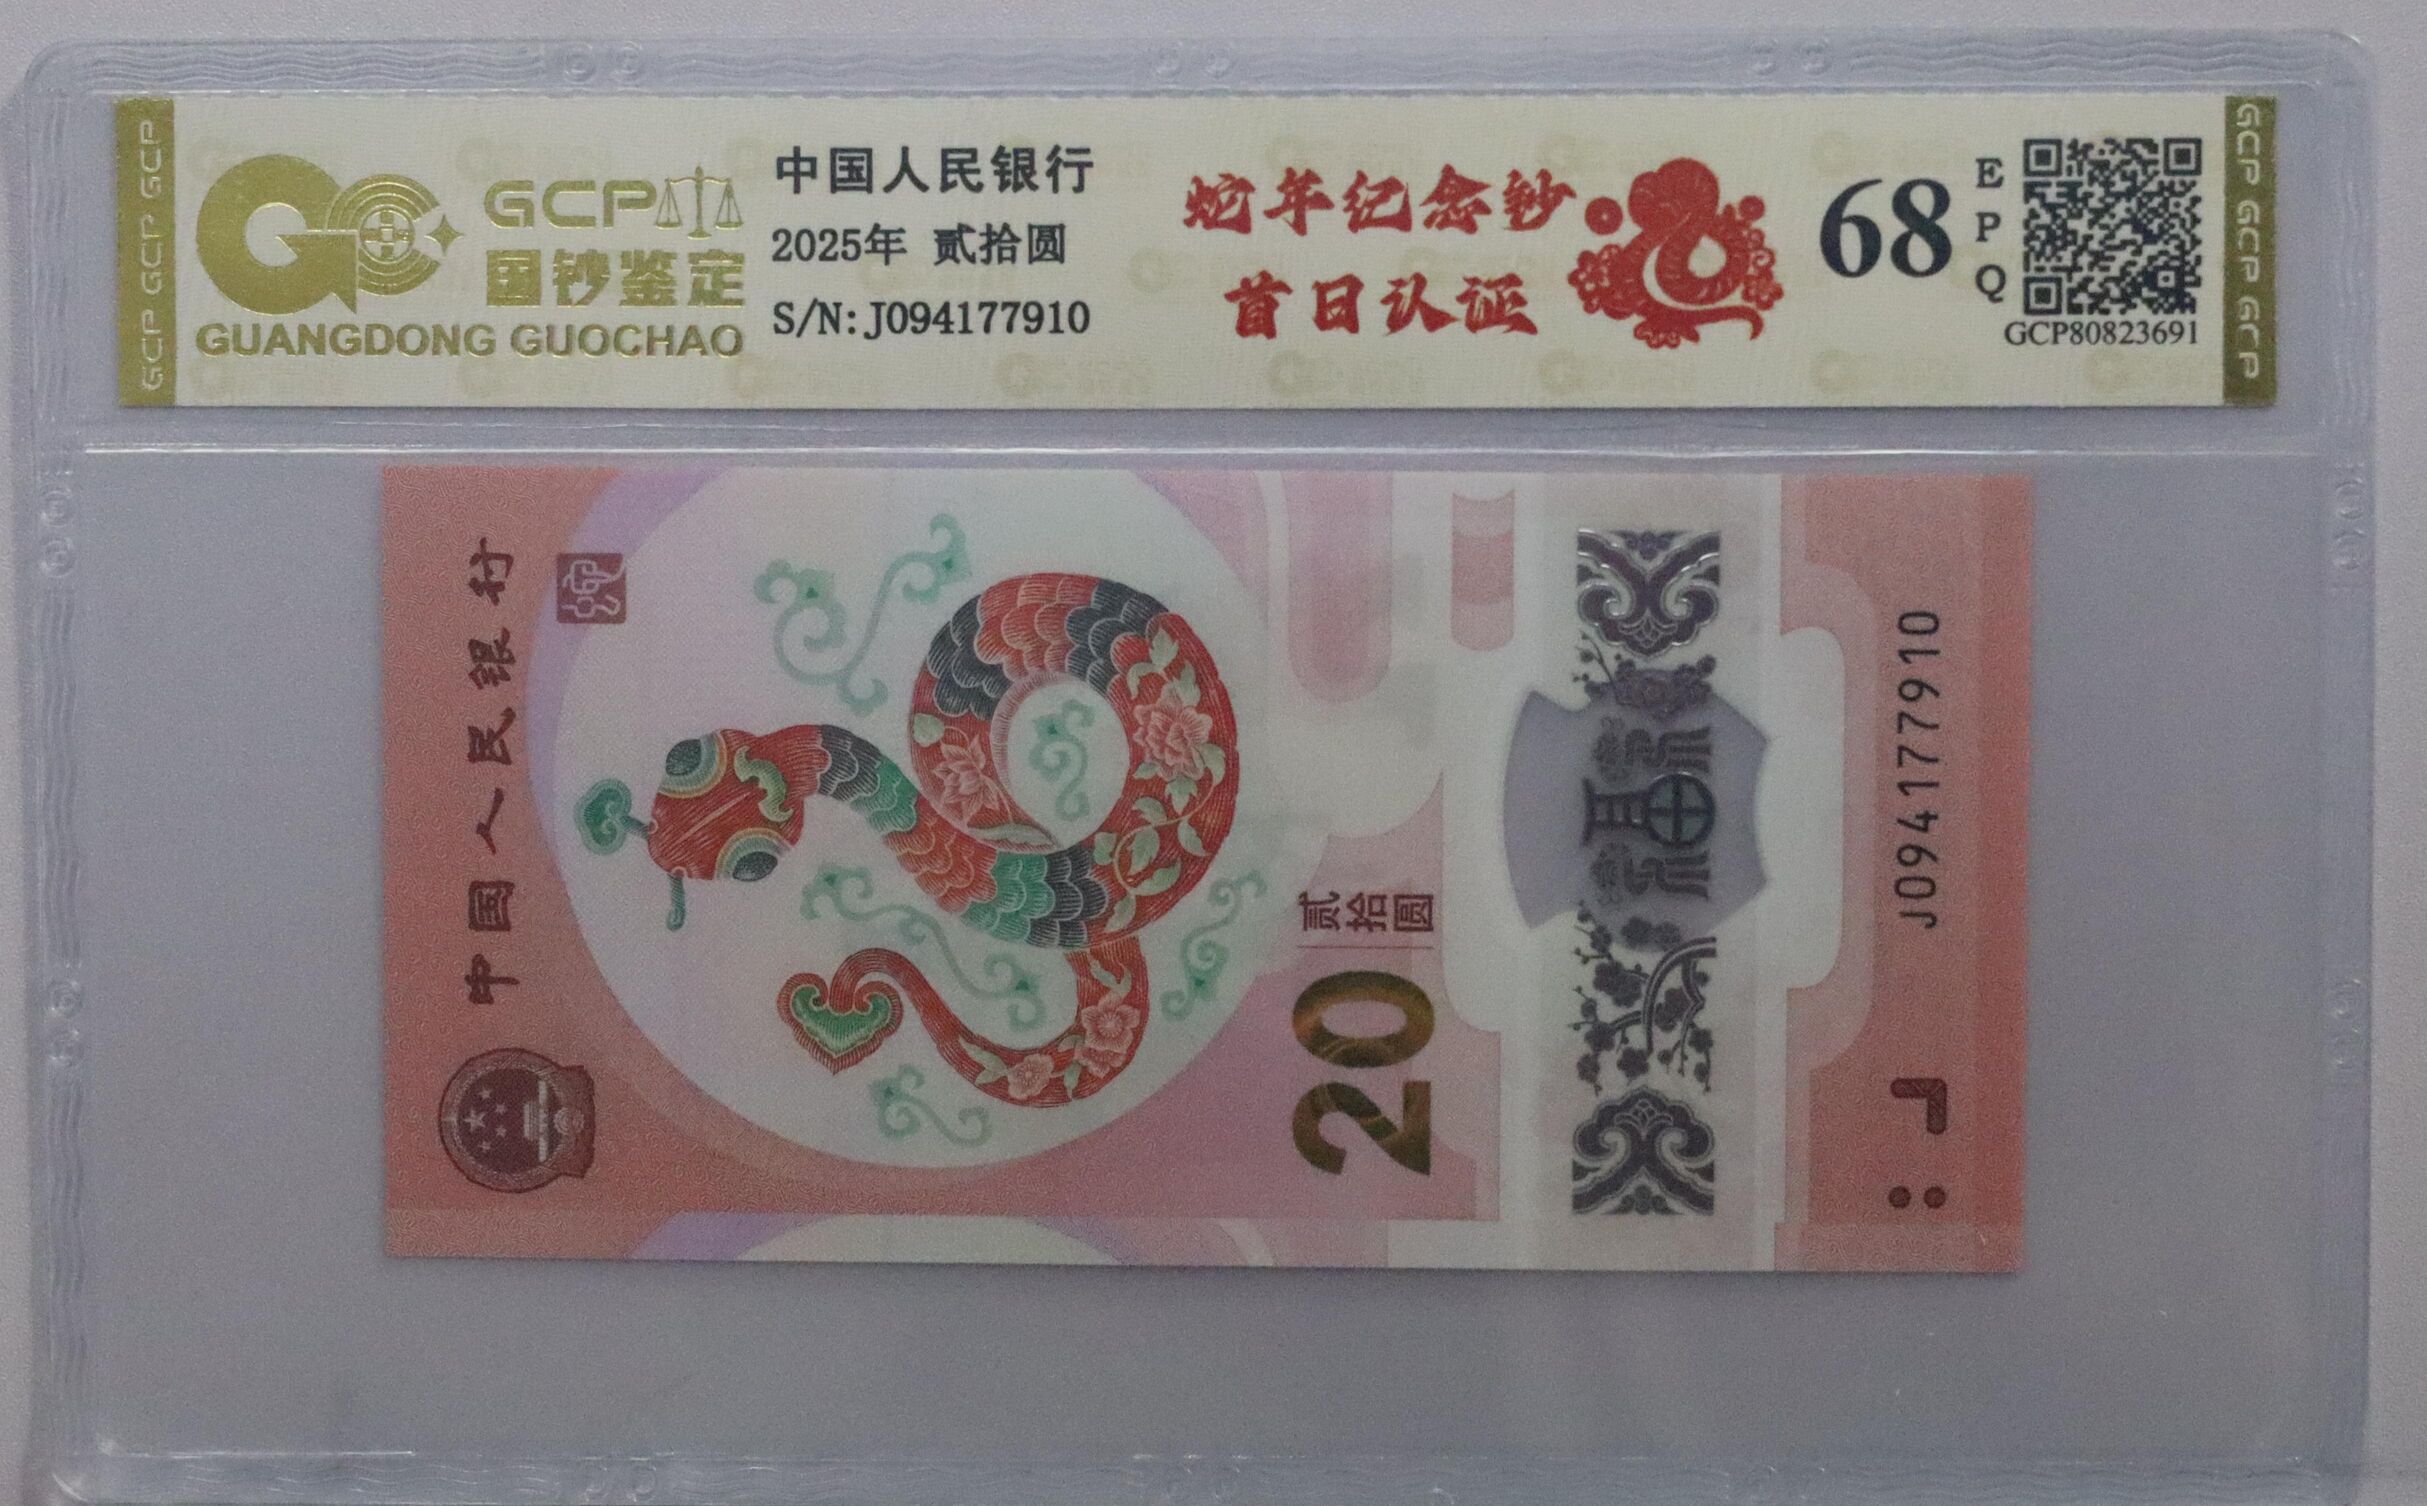 GCP GCP GCP
GCP
国钞鉴定
GUANGDONG GUOCHAO
中国人民银行
2025年 贰拾圆
S/N:J094177910
蛇年纪念钞
首日认证
68
EPQ
GCP80823691
GCP GCP GCP
中国人民银行
贰拾圆
20
福
J094177910